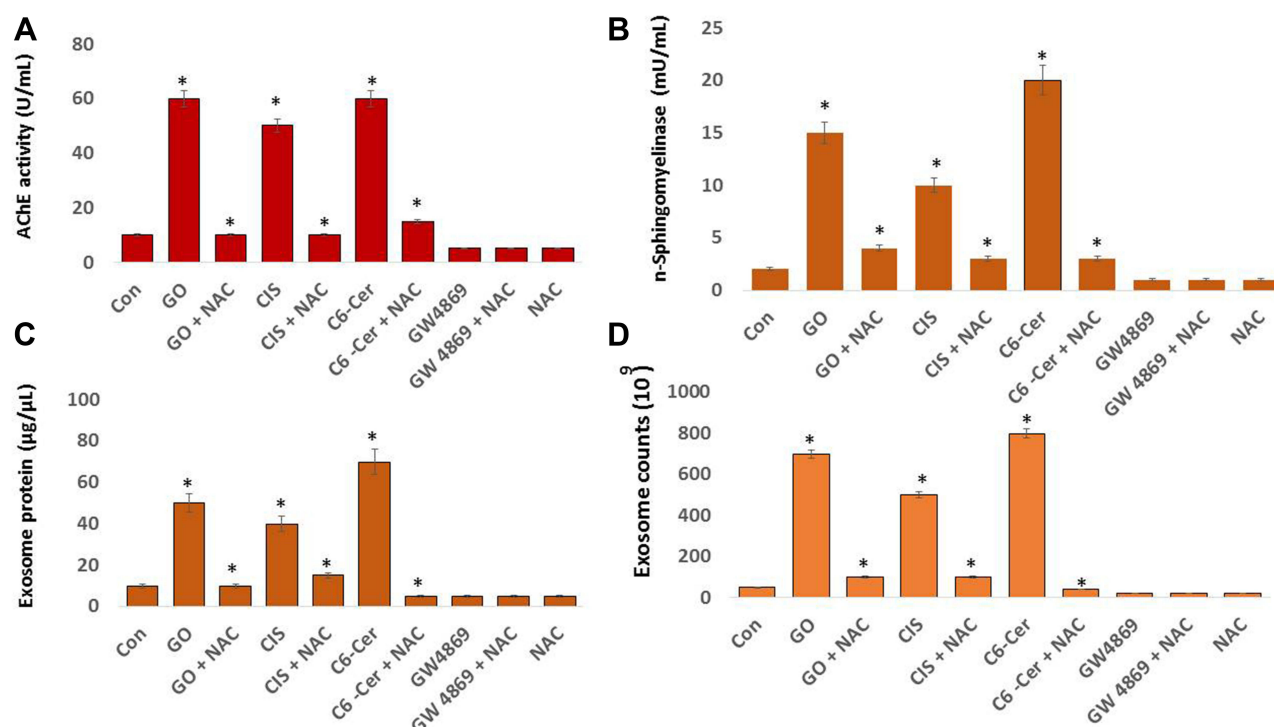 A
AChE activity (U/mL)
80
60
40
20
0
* * * * * *
Con
GO
GO + NAC
CIS
CIS + NAC
C6-Cer
C6 -Cer + NAC
GW4869
GW 4869 + NAC
NAC
B
n-Sphingomyelinase (mU/mL)
25
20
15
10
5
0
* * * * * *
Con
GO
GO + NAC
CIS
CIS + NAC
C6-Cer
C6 -Cer + NAC
GW4869
GW 4869 + NAC
NAC
C
Exosome protein (µg/µL)
100
80
60
40
20
0
* * * * * *
Con
GO
GO + NAC
CIS
CIS + NAC
C6-Cer
C6 -Cer + NAC
GW4869
GW 4869 + NAC
NAC
D
Exosome counts (10⁹)
1000
800
600
400
200
0
* * * * * *
Con
GO
GO + NAC
CIS
CIS + NAC
C6-Cer
C6 -Cer + NAC
GW4869
GW 4869 + NAC
NAC